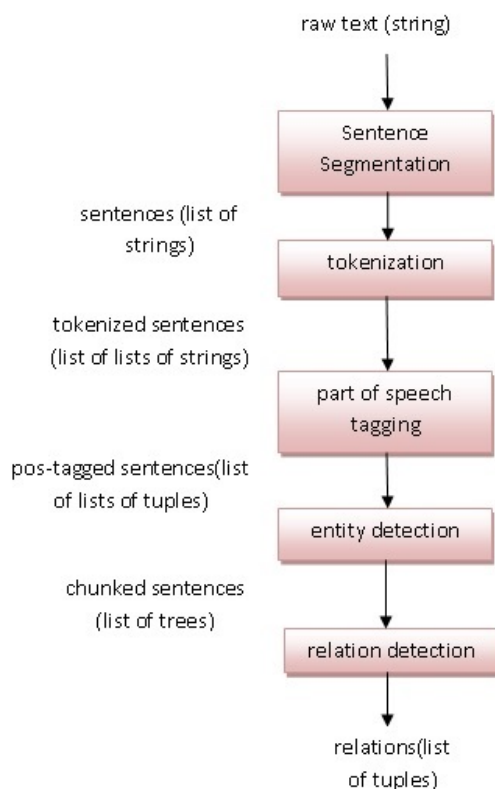 raw text (string)
Sentence
Segmentation
sentences (list of
strings)
tokenization
tokenized sentences
(list of lists of strings)
part of speech
tagging
pos-tagged sentences(list
of lists of tuples)
entity detection
chunked sentences
(list of trees)
relation detection
relations(list
of tuples)